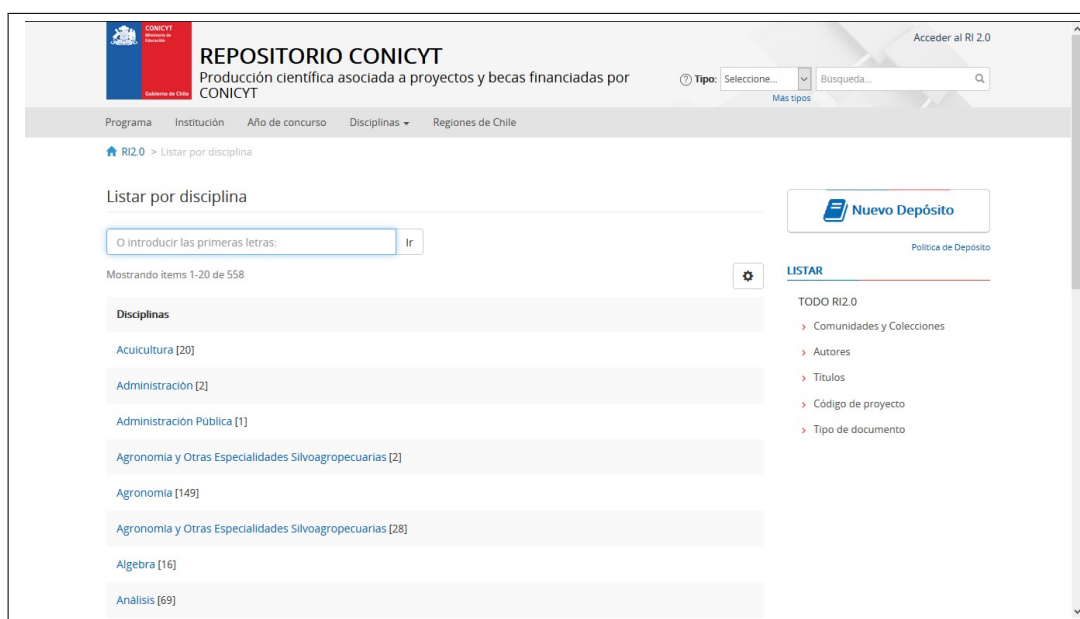 CONICYT
Ministerio de
Educación
Gobierno de Chile
REPOSITORIO CONICYT
Producción científica asociada a proyectos y becas financiadas por
CONICYT
Acceder al RI 2.0
? Tipo: Seleccione...
Búsqueda...
Más tipos
Programa Institución Año de concurso Disciplinas Regiones de Chile
RI2.0 > Listar por disciplina
Listar por disciplina
O introducir las primeras letras: Ir
Mostrando ítems 1-20 de 558
Disciplinas
Acuicultura [20]
Administración [2]
Administración Pública [1]
Agronomia y Otras Especialidades Silvoagropecuarias [2]
Agronomía [149]
Agronomía y Otras Especialidades Silvoagropecuarias [28]
Algebra [16]
Análisis [69]
Nuevo Depósito
Política de Depósito
LISTAR
TODO RI2.0
> Comunidades y Colecciones
> Autores
> Títulos
> Código de proyecto
> Tipo de documento